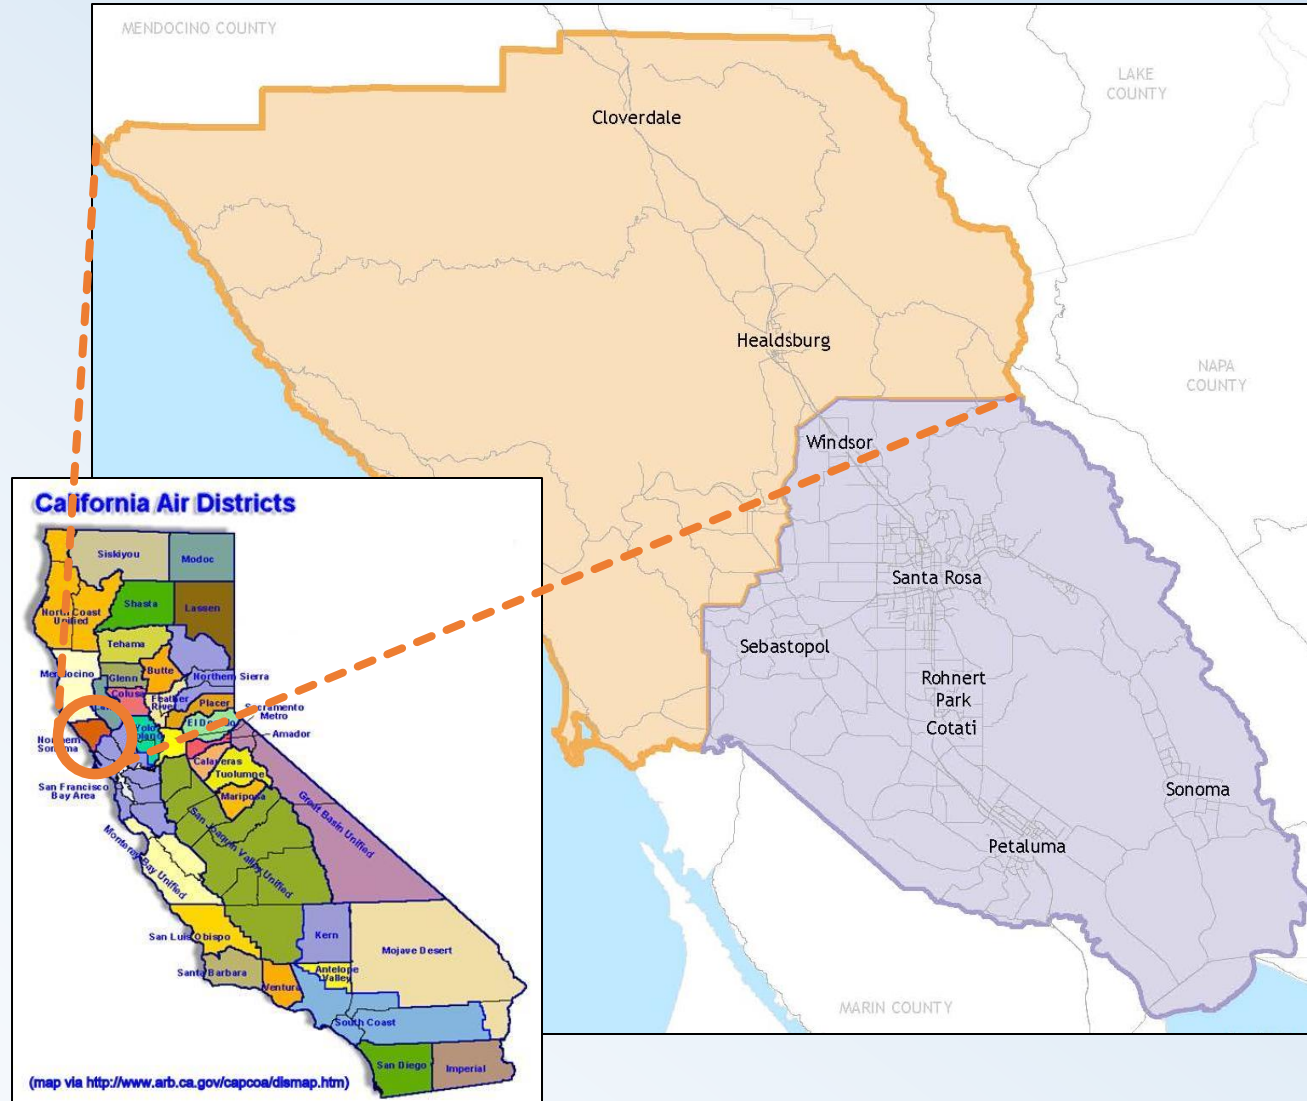 MENDOCINO COUNTY
LAKE
COUNTY
Cloverdale
Healdsburg
NAPA
COUNTY
Windsor
Santa Rosa
Sebastopol
Rohnert
Park
Cotati
Sonoma
Petaluma
MARIN COUNTY
California Air Districts
Siskiyou
Modoc
Shasta
Lassen
North Coast
Unified
Tehama
Mendocino
Glenn
Butte
Northern Sierra
Colusa
Feather
River
Placer
Sacramento
Metro
El Dorado
Amador
Yolo
Solano
Northern
Sonoma
Calaveras
Tuolumne
San Francisco
Bay Area
Mariposa
Great Basin Unified
San Joaquin Valley Unified
Monterey Bay Unified
San Luis Obispo
Kern
Mojave Desert
Santa Barbara
Antelope
Valley
Ventura
South Coast
San Diego
Imperial
(map via http://www.arb.ca.gov/capcoa/dismap.htm)